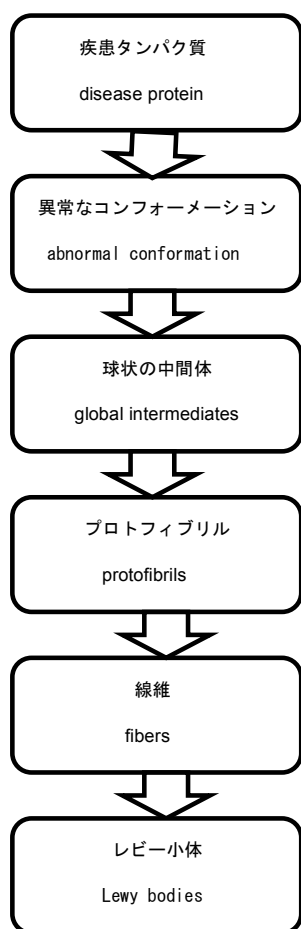 疾患タンパク質
disease protein
異常なコンフォーメーション
abnormal conformation
球状の中間体
global intermediates
プロトフィブリル
protofibrils
線維
fibers
レビー小体
Lewy bodies